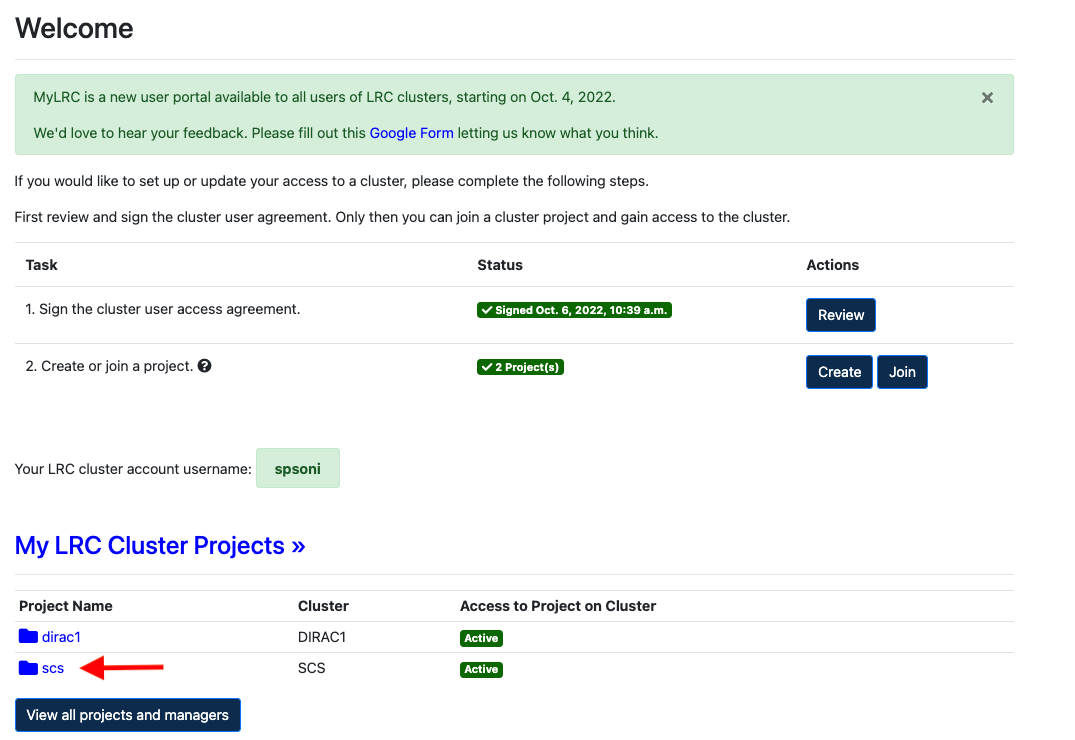 Welcome
MyLRC is a new user portal available to all users of LRC clusters, starting on Oct. 4, 2022.
×
We'd love to hear your feedback. Please fill out this Google Form letting us know what you think.
If you would like to set up or update your access to a cluster, please complete the following steps.
First review and sign the cluster user agreement. Only then you can join a cluster project and gain access to the cluster.
Task Status Actions
1. Sign the cluster user access agreement. Signed Oct. 6, 2022, 10:39 a.m. Review
2. Create or join a project. ? 2 Project(s) Create Join
Your LRC cluster account username: spsoni
My LRC Cluster Projects »
Project Name Cluster Access to Project on Cluster
dirac1 DIRAC1 Active
scs SCS Active
View all projects and managers